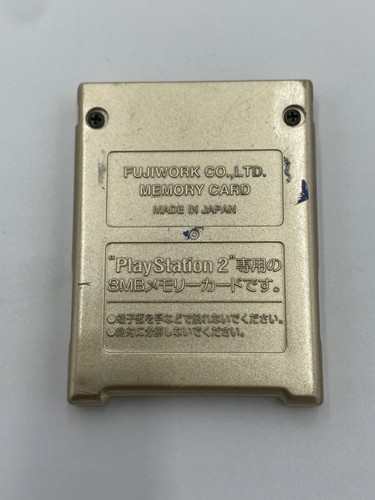 FUJIWORK CO.,LTD.
MEMORY CARD
MADE IN JAPAN
"PlayStation 2"専用の
8MBメモリーカードです。
●端子部を手などで触れないでください。
●絶対に分解しないでください。